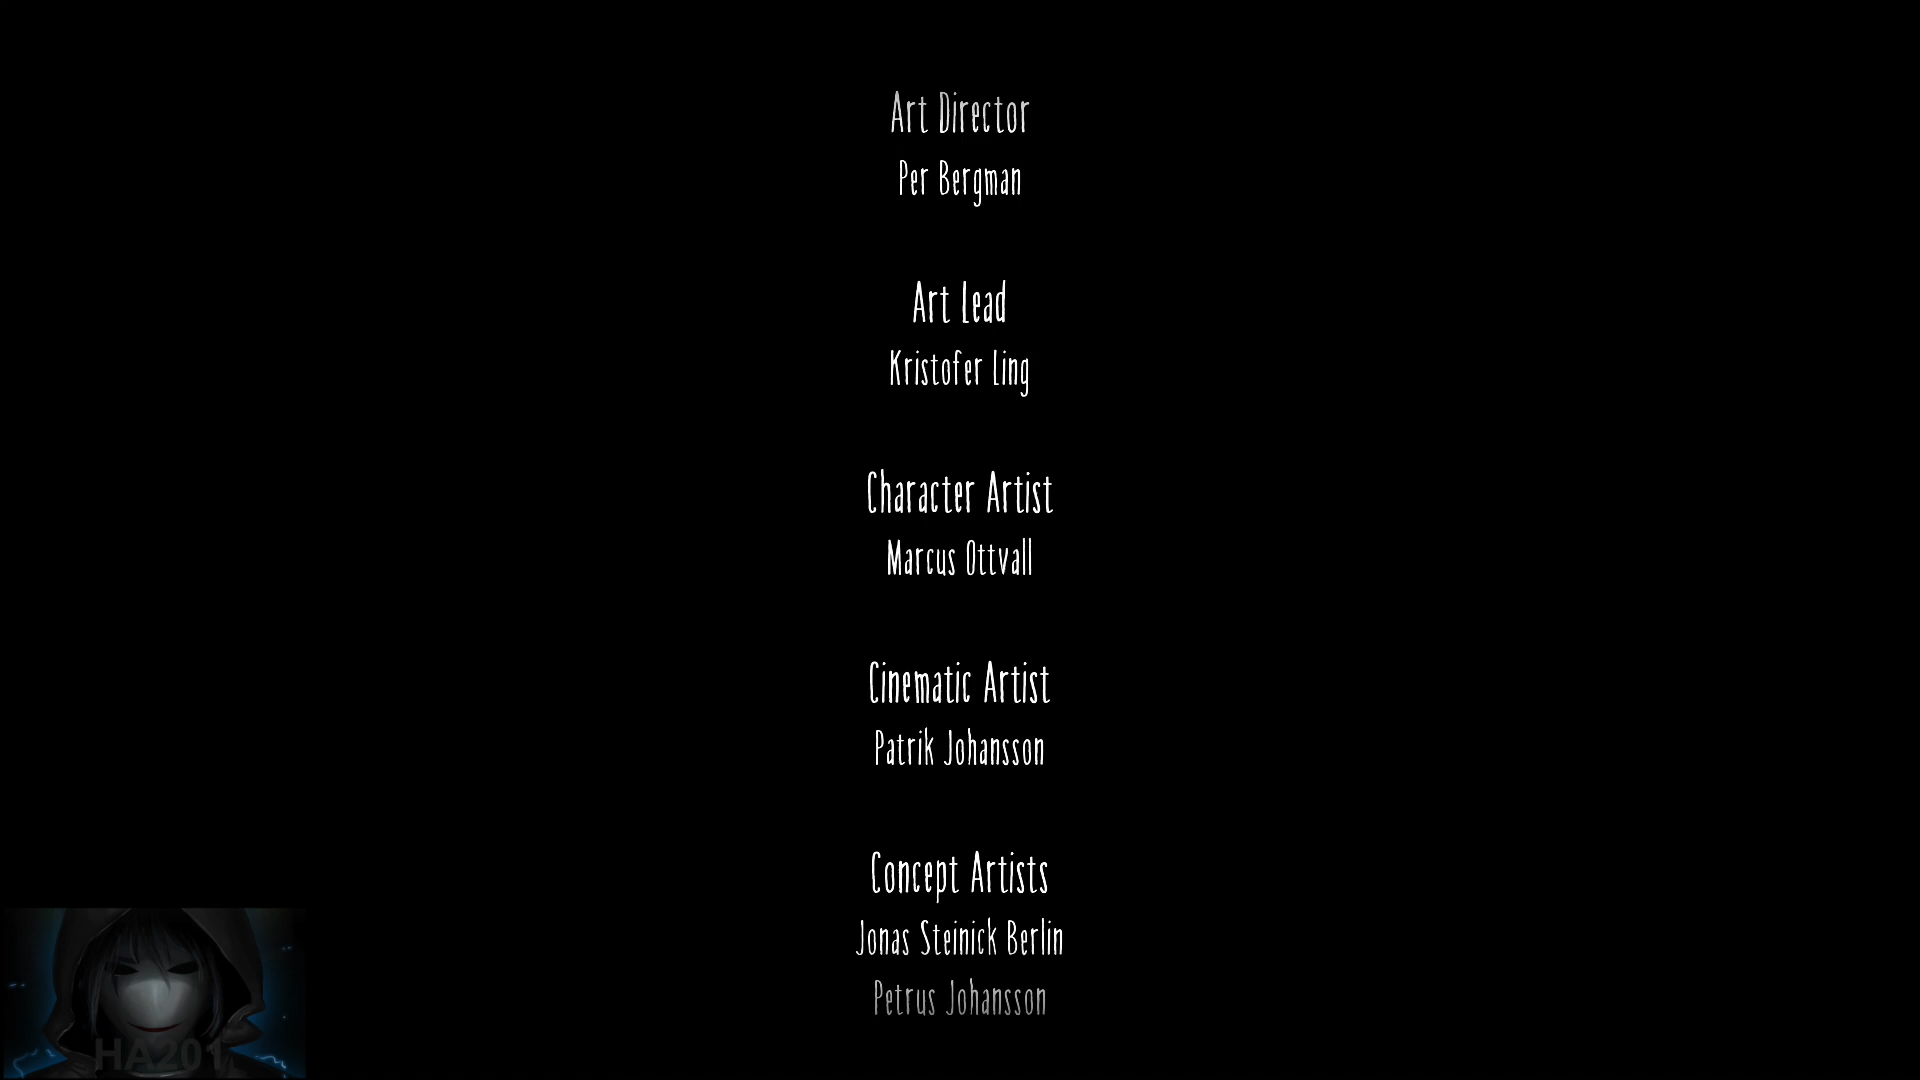 Art Director
Per Bergman
Art Lead
Kristofer Ling
Character Artist
Marcus Ottvall
Cinematic Artist
Patrik Johansson
Concept Artists
Jonas Steinick Berlin
Petrus Johansson
HA201